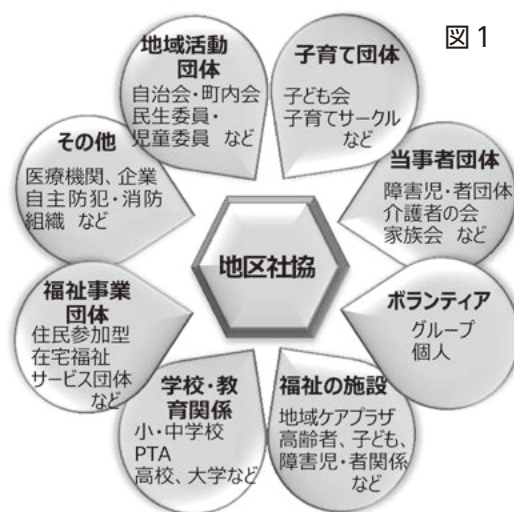 図1
地域活動
団体
自治会・町内会
民生委員・
児童委員 など
子育て団体
子ども会
子育てサークル
など
当事者団体
障害児・者団体
介護者の会
家族会 など
ボランティア
グループ
個人
福祉の施設
地域ケアプラザ
高齢者、子ども、
障害児・者関係
など
学校・教
育関係
小・中学校
PTA
高校、大学など
福祉事業
団体
住民参加型
在宅福祉
サービス団体
など
その他
医療機関、企業
自主防犯・消防
組織 など
地区社協